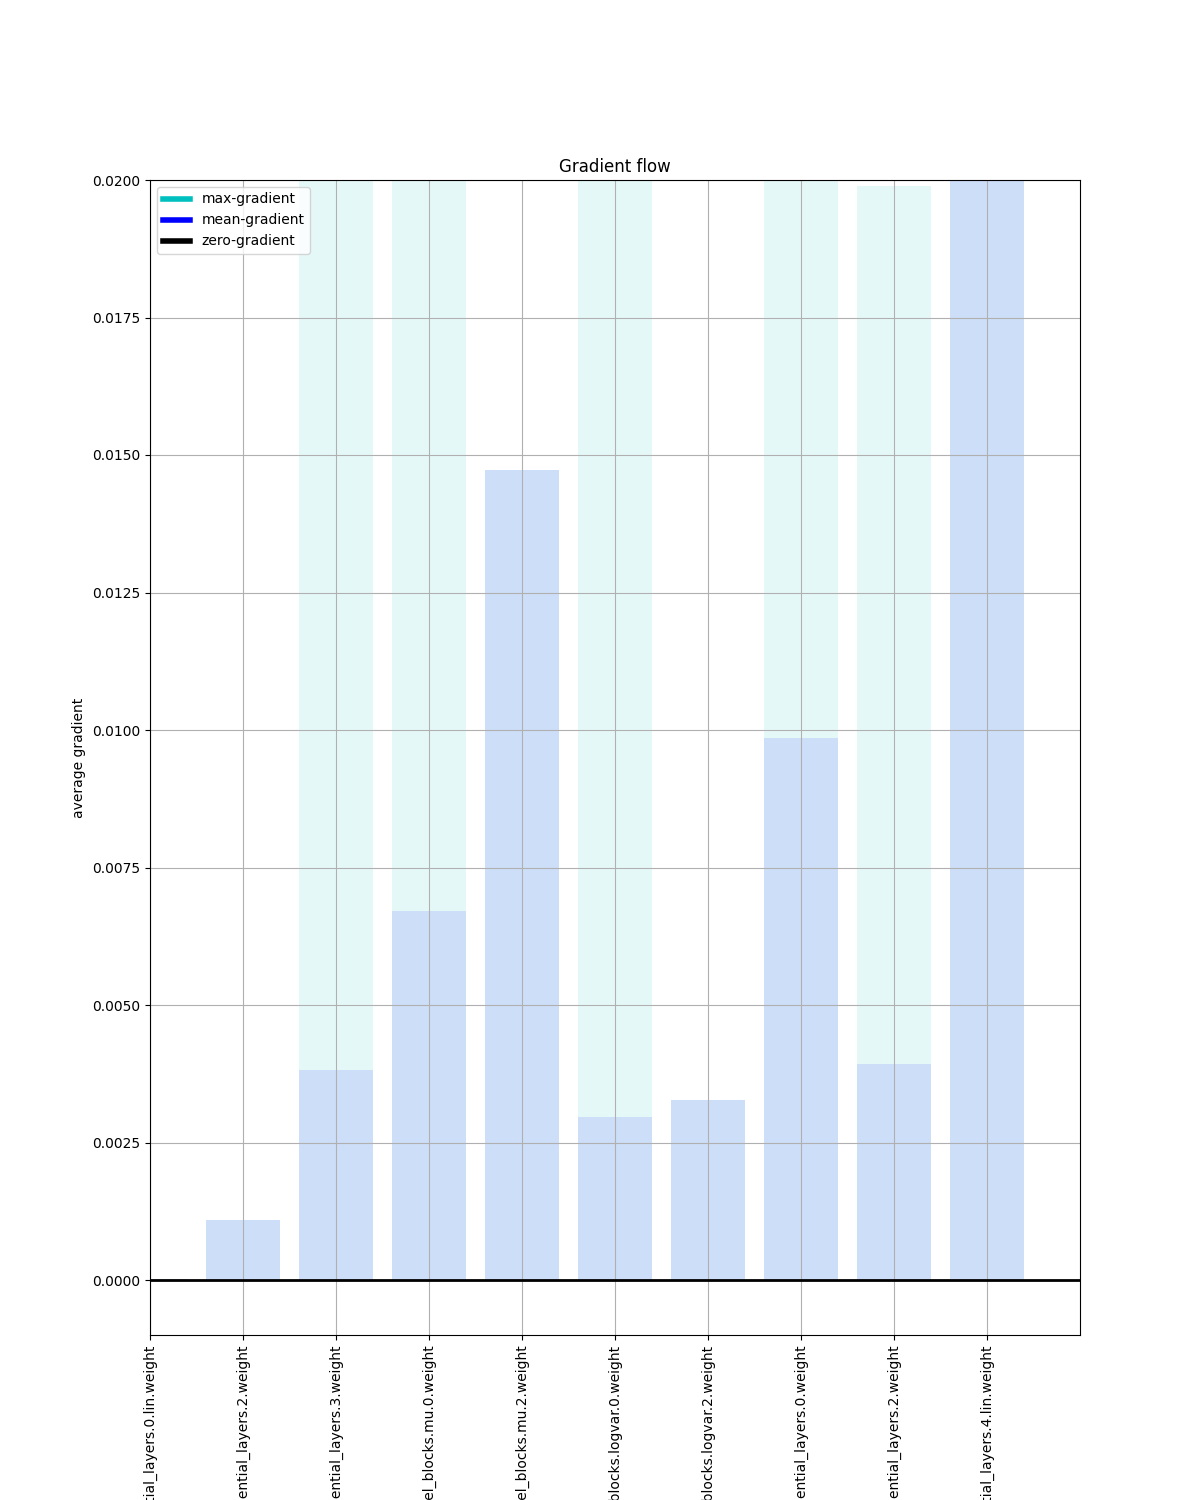 Gradient flow
max-gradient
mean-gradient
zero-gradient
0.0200
0.0175
0.0150
0.0125
0.0100
0.0075
0.0050
0.0025
0.0000
average gradient
tial_layers.0.lin.weight
ential_layers.2.weight
ential_layers.3.weight
el_blocks.mu.0.weight
el_blocks.mu.2.weight
blocks.logvar.0.weight
blocks.logvar.2.weight
ential_layers.0.weight
ential_layers.2.weight
tial_layers.4.lin.weight